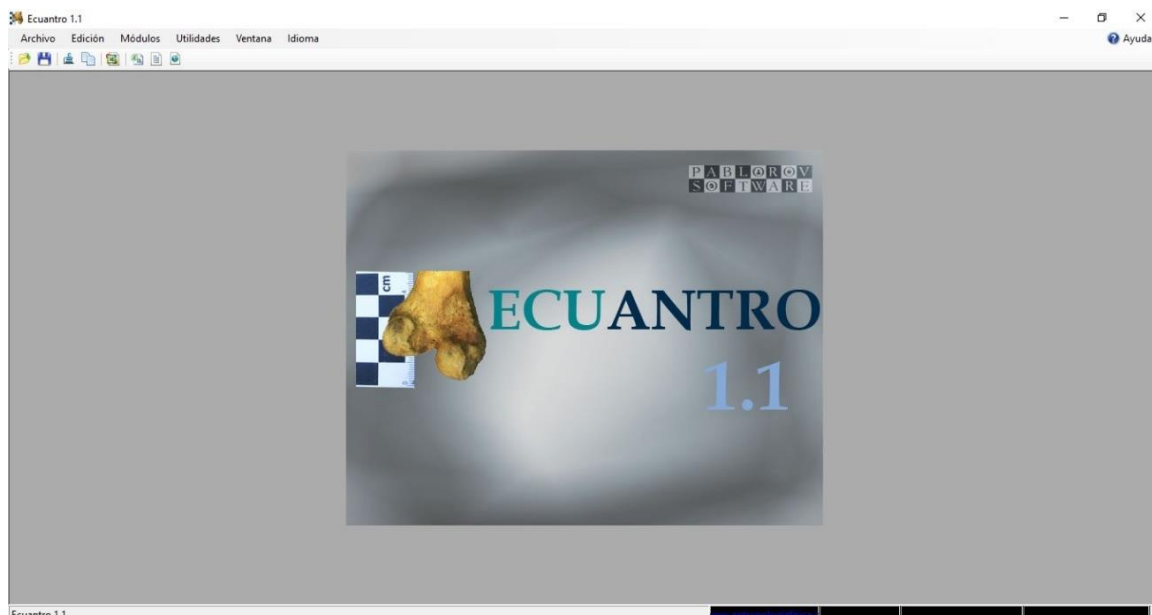 Ecuantro 1.1
Archivo Edición Módulos Utilidades Ventana Idioma Ayuda
PABLOROV
SOFTWARE
cm
ECUANTRO
1.1
Ecuantro 1.1